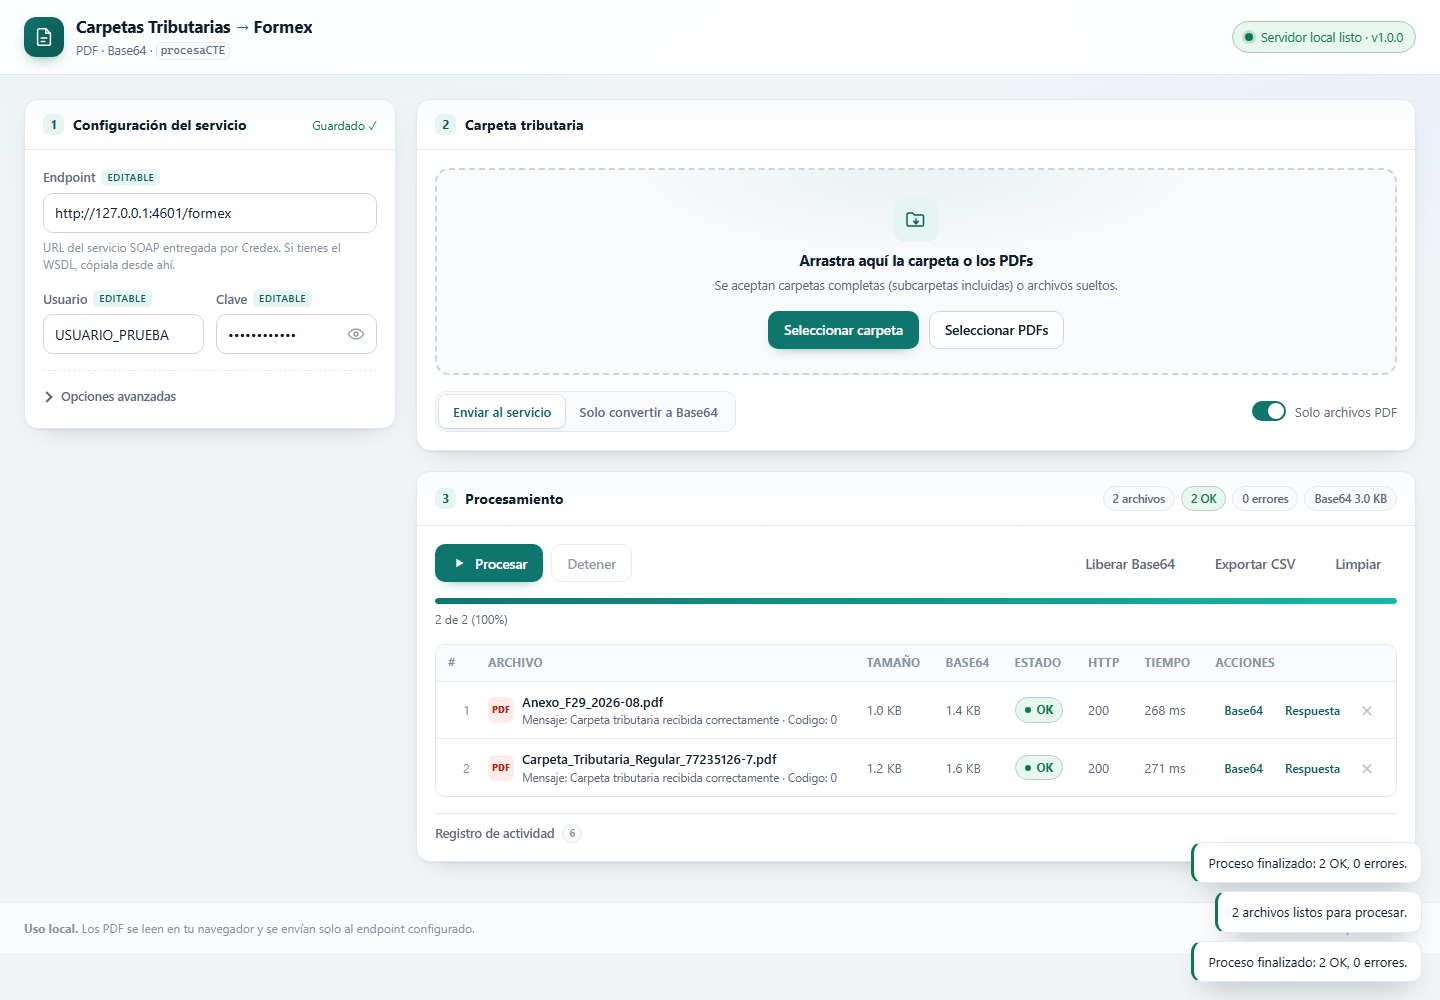 Carpetas Tributarias → Formex
PDF · Base64 · procesaCTE
Servidor local listo · v1.0.0
1 Configuración del servicio
Guardado ✓
Endpoint EDITABLE
http://127.0.0.1:4601/formex
URL del servicio SOAP entregada por Credex. Si tienes el
WSDL, cópiala desde ahí.
Usuario EDITABLE
Clave EDITABLE
USUARIO_PRUEBA
••••••••••••
Opciones avanzadas
2 Carpeta tributaria
Arrastra aquí la carpeta o los PDFs
Se aceptan carpetas completas (subcarpetas incluidas) o archivos sueltos.
Seleccionar carpeta
Seleccionar PDFs
Enviar al servicio
Solo convertir a Base64
Solo archivos PDF
3 Procesamiento
2 archivos
2 OK
0 errores
Base64 3.0 KB
Procesar
Detener
Liberar Base64
Exportar CSV
Limpiar
2 de 2 (100%)
# ARCHIVO TAMAÑO BASE64 ESTADO HTTP TIEMPO ACCIONES
1 PDF Anexo_F29_2026-08.pdf 1.0 KB 1.4 KB OK 200 268 ms Base64 Respuesta ×
Mensaje: Carpeta tributaria recibida correctamente · Codigo: 0
2 PDF Carpeta_Tributaria_Regular_77235126-7.pdf 1.2 KB 1.6 KB OK 200 271 ms Base64 Respuesta ×
Mensaje: Carpeta tributaria recibida correctamente · Codigo: 0
Registro de actividad 6
Proceso finalizado: 2 OK, 0 errores.
2 archivos listos para procesar.
Uso local. Los PDF se leen en tu navegador y se envían solo al endpoint configurado.
Proceso finalizado: 2 OK, 0 errores.